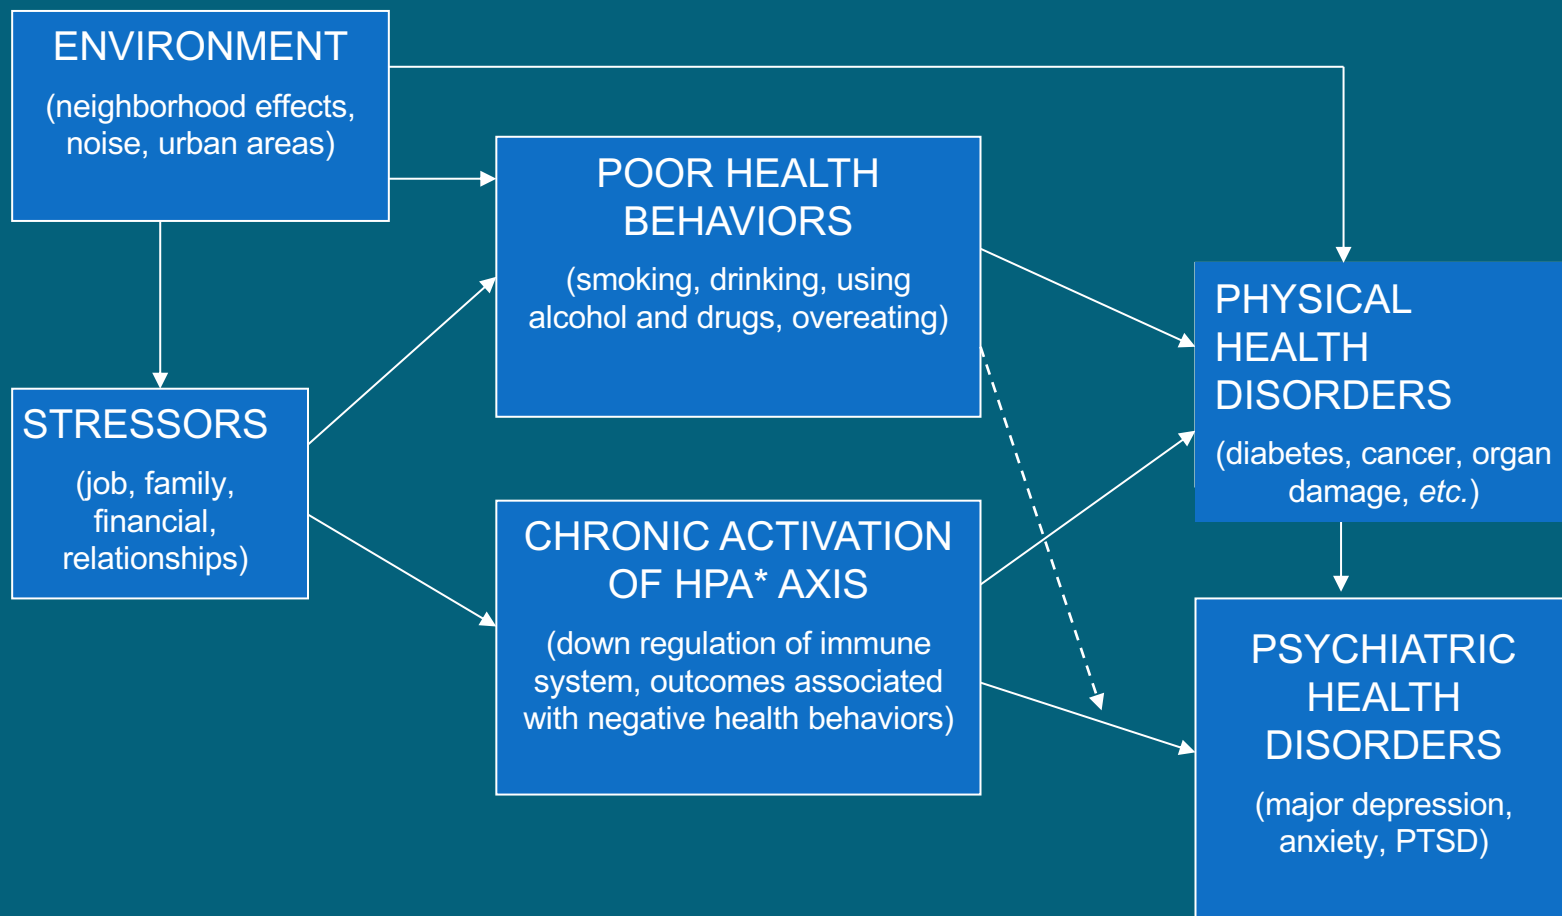 ENVIRONMENT
(neighborhood effects,
noise, urban areas)
POOR HEALTH
BEHAVIORS
(smoking, drinking, using
alcohol and drugs, overeating)
PHYSICAL
HEALTH
DISORDERS
(diabetes, cancer, organ
damage, etc.)
STRESSORS
(job, family,
financial,
relationships)
CHRONIC ACTIVATION
OF HPA* AXIS
(down regulation of immune
system, outcomes associated
with negative health behaviors)
PSYCHIATRIC
HEALTH
DISORDERS
(major depression,
anxiety, PTSD)